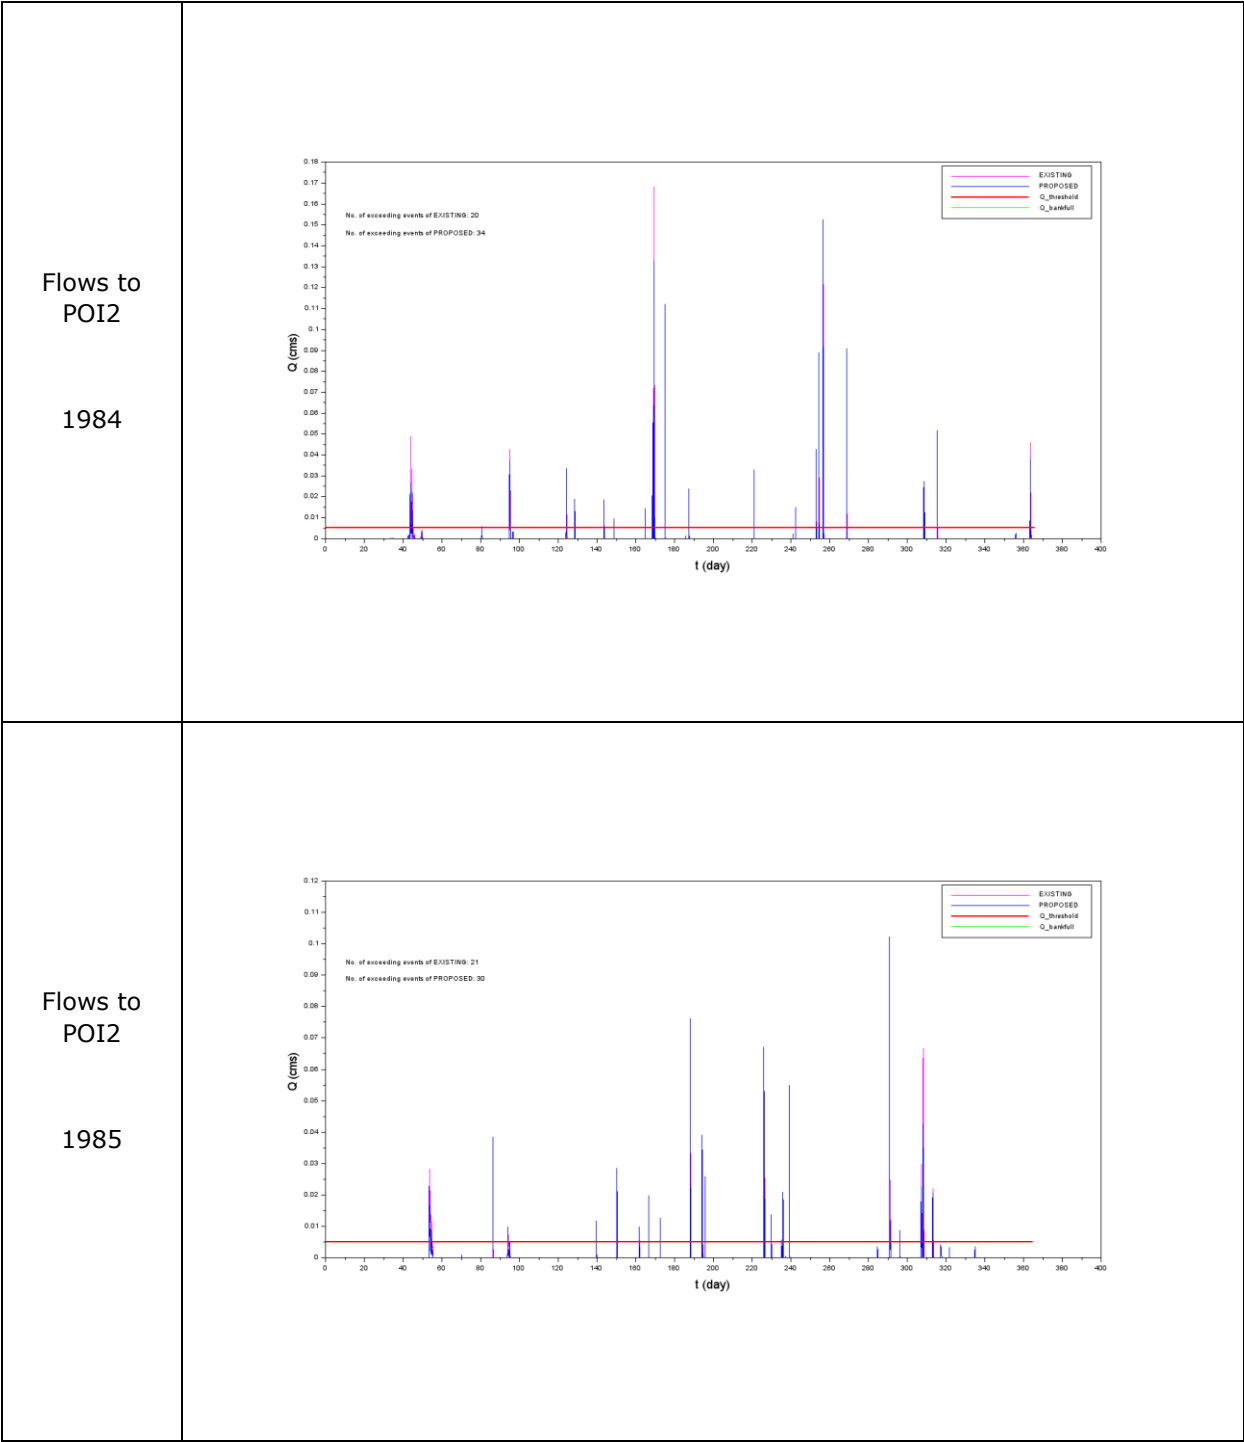 Flows to
POI2
1984
0.18
0.17
0.16
0.15
0.14
0.13
0.12
0.11
0.1
0.09
0.08
0.07
0.06
0.05
0.04
0.03
0.02
0.01
0
Q (cms)
No. of exceeding events of EXISTING: 20
No. of exceeding events of PROPOSED: 34
EXISTING
PROPOSED
Q_threshold
Q_bankfull
0 20 40 60 80 100 120 140 160 180 200 220 240 260 280 300 320 340 360 380 400
t (day)
Flows to
POI2
1985
0.12
0.11
0.1
0.09
0.08
0.07
0.06
0.05
0.04
0.03
0.02
0.01
0
Q (cms)
No. of exceeding events of EXISTING: 21
No. of exceeding events of PROPOSED: 30
EXISTING
PROPOSED
Q_threshold
Q_bankfull
0 20 40 60 80 100 120 140 160 180 200 220 240 260 280 300 320 340 360 380 400
t (day)